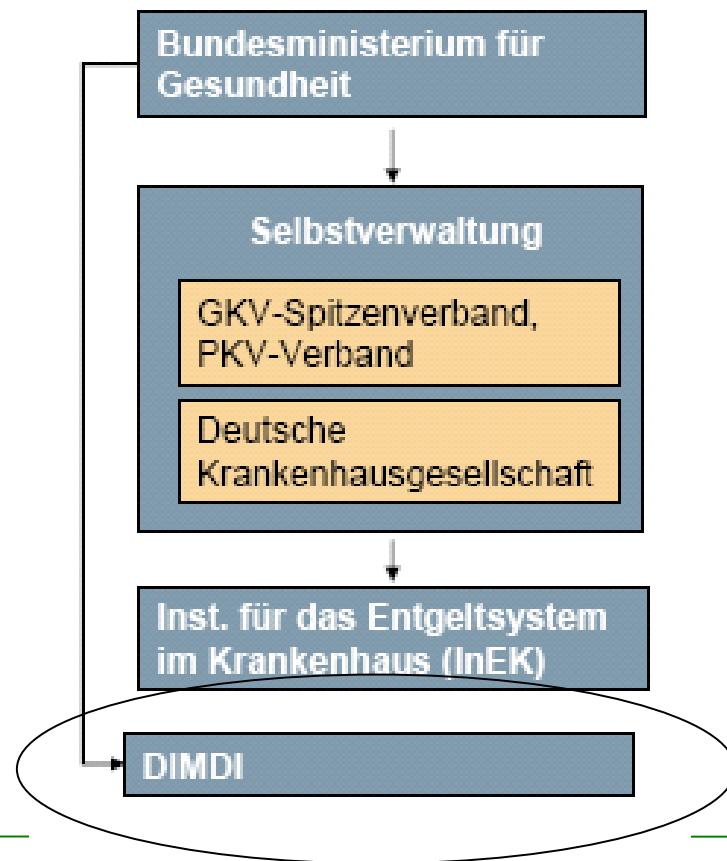 Bundesministerium für
Gesundheit
Selbstverwaltung
GKV-Spitzenverband,
PKV-Verband
Deutsche
Krankenhausgesellschaft
Inst. für das Entgeltsystem
im Krankenhaus (InEK)
DIMDI